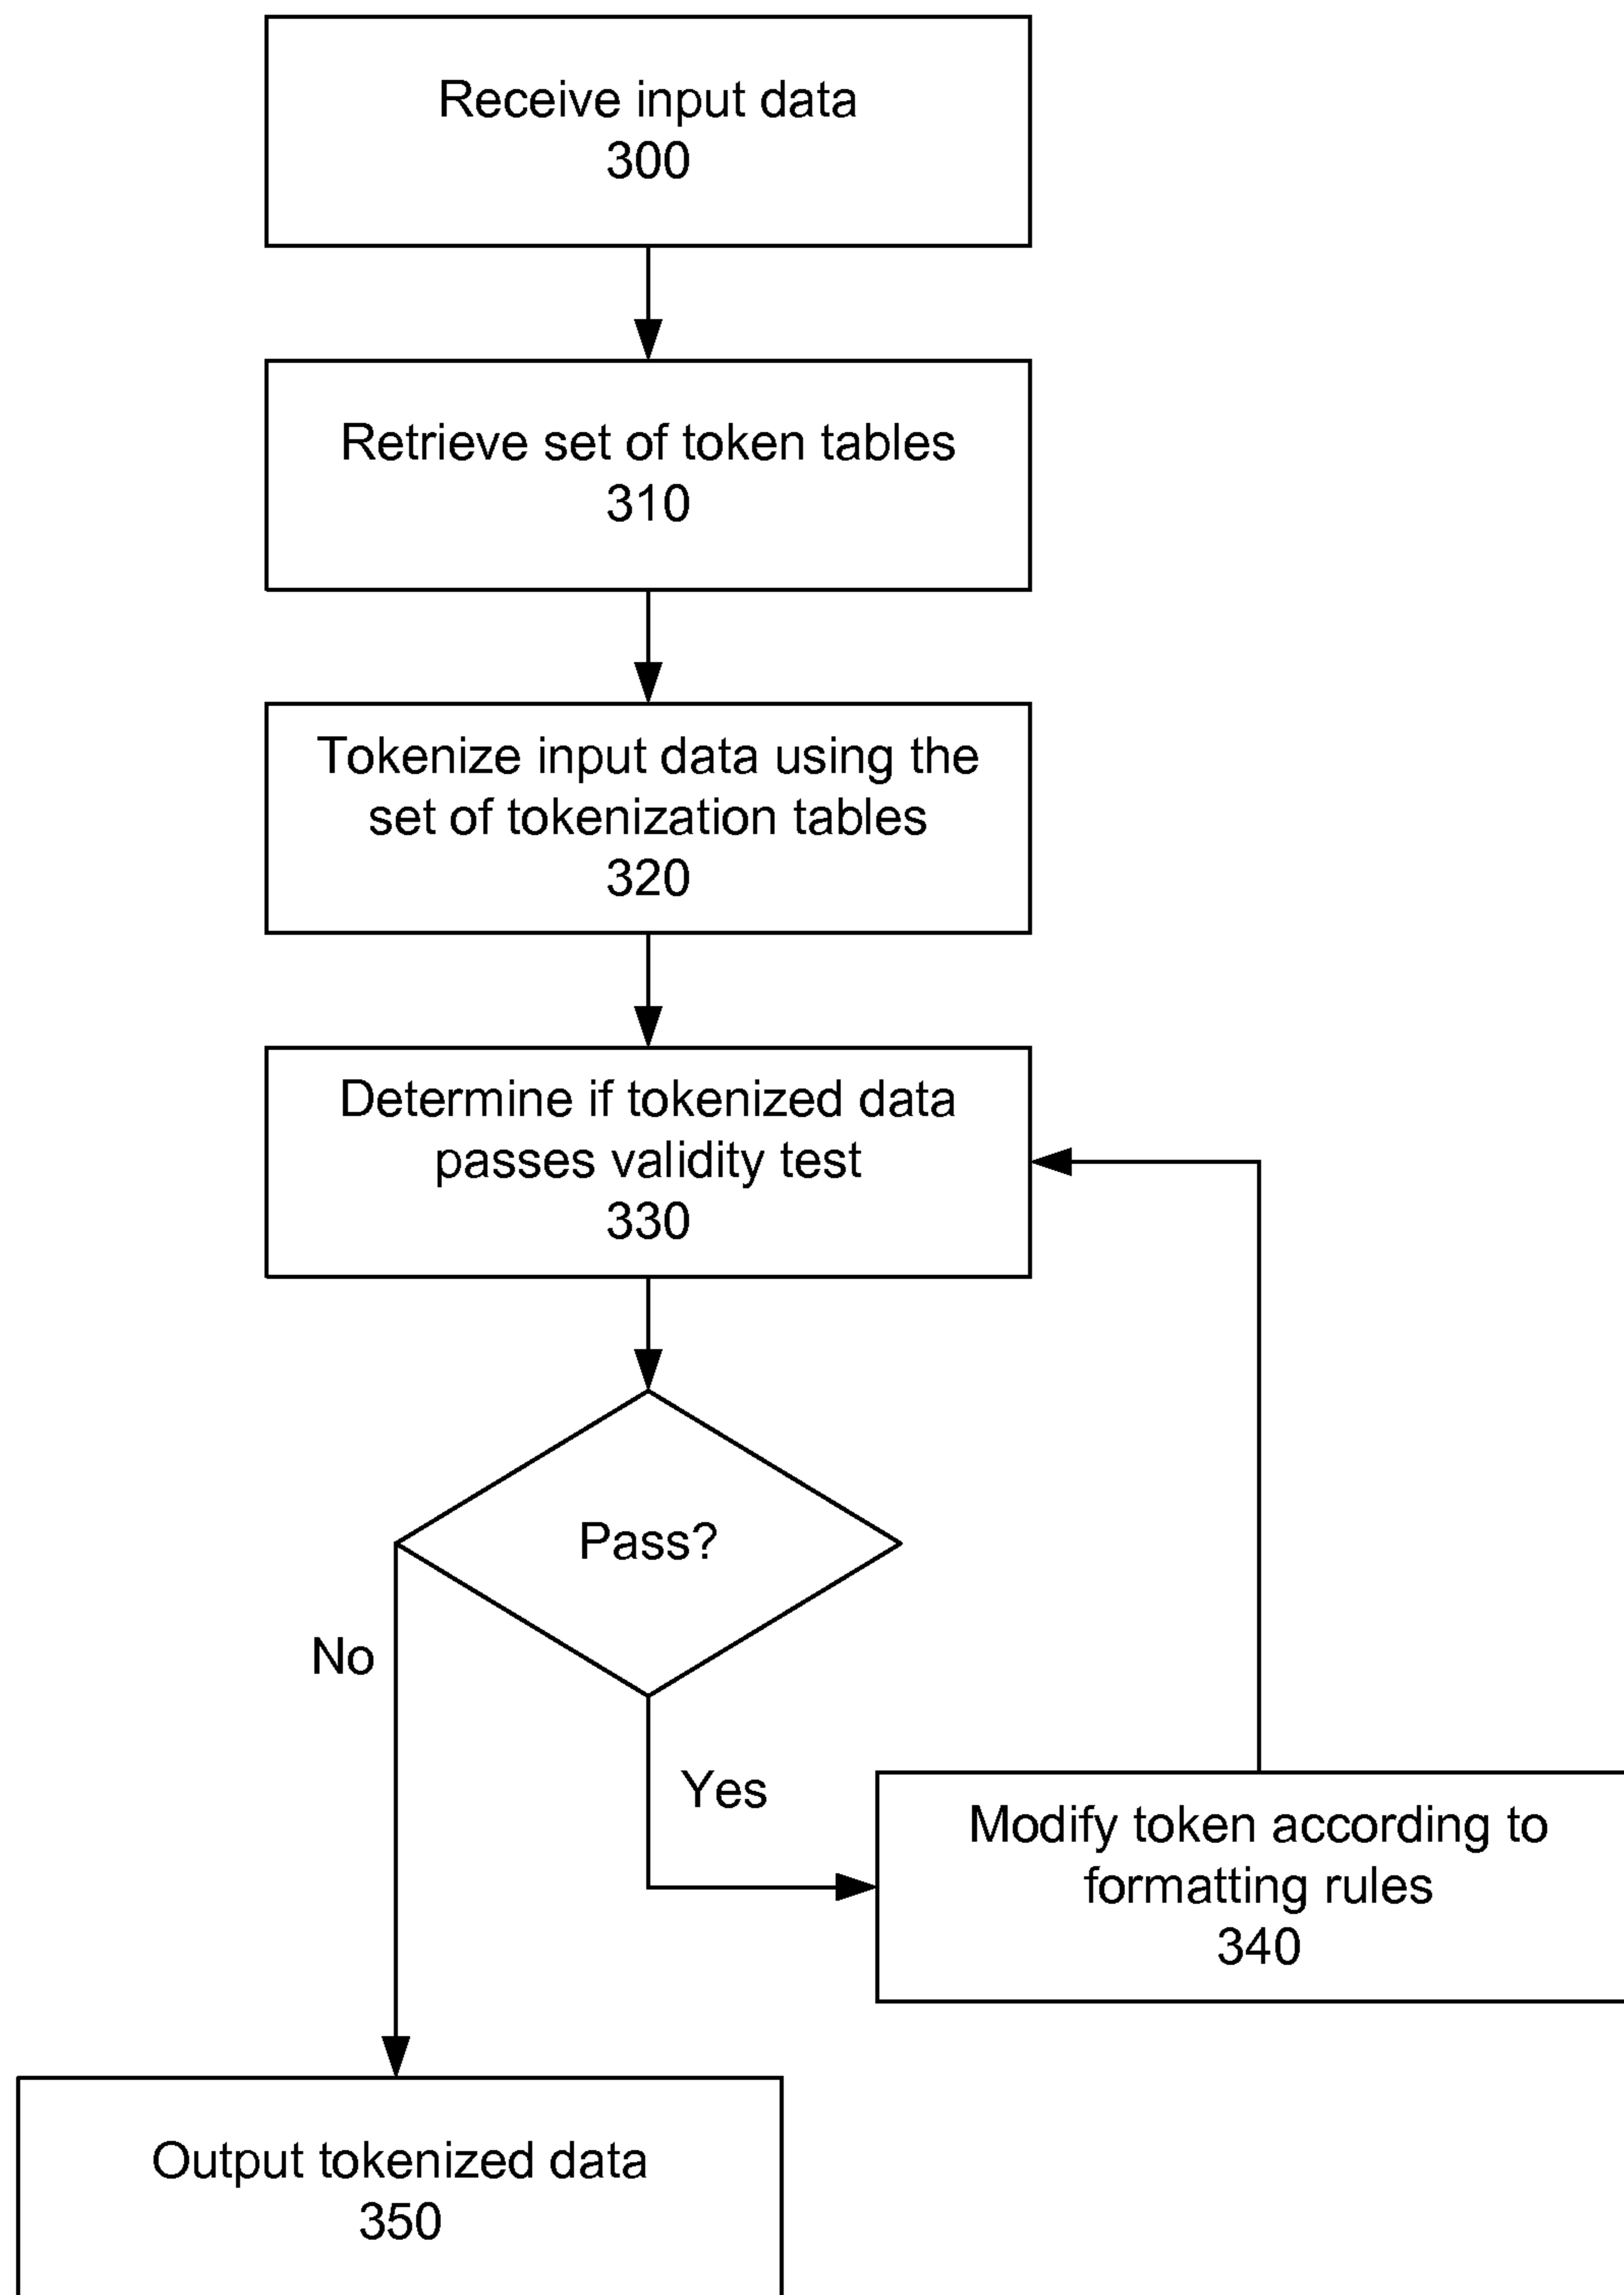 Receive input data
300
Retrieve set of token tables
310
Tokenize input data using the
set of tokenization tables
320
Determine if tokenized data
passes validity test
330
Pass?
No
Yes
Modify token according to
formatting rules
340
Output tokenized data
350